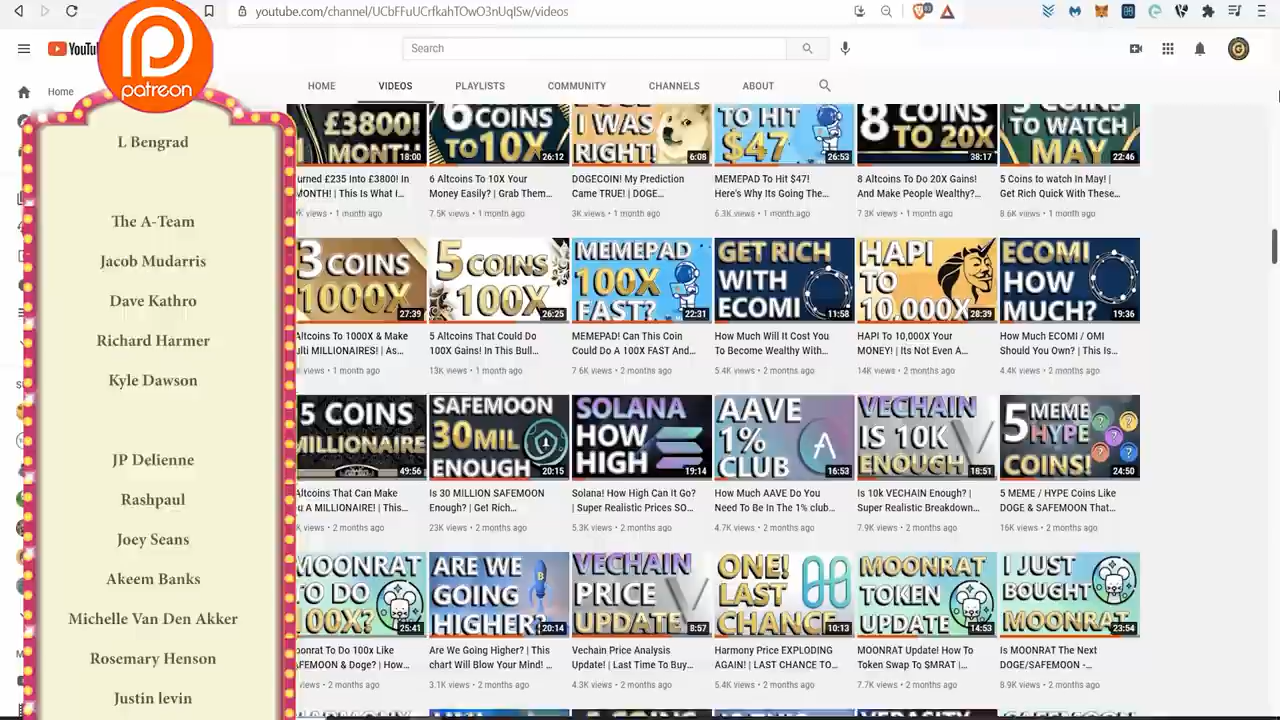 youtube.com/channel/UCbFFuUCrfkahTOwO3nUqISw/videos
YouTu
patreon
Search
Home
HOME
VIDEOS
PLAYLISTS
COMMUNITY
CHANNELS
ABOUT
L Bengrad
The A-Team
Jacob Mudarris
Dave Kathro
Richard Harmer
Kyle Dawson
JP Delienne
Rashpaul
Joey Seans
Akeem Banks
Michelle Van Den Akker
Rosemary Henson
Justin levin
£3800!
MONTH
18:00
6 COINS
TO 10X
26:12
I WAS
RIGHT!
6:08
TO HIT
$47
26:53
8 COINS
TO 20X
38:17
5 COINS
TO WATCH
MAY
22:46
urned £235 Into £3800! In
MONTH! | This Is What I...
views • 1 month ago
6 Altcoins To 10X Your
Money Easily? | Grab Them...
7.5K views • 1 month ago
DOGECOIN! My Prediction
Came TRUE! | DOGE...
3K views • 1 month ago
MEMEPAD To Hit $47!
Here's Why Its Going The...
6.3K views • 1 month ago
8 Altcoins To Do 20X Gains!
And Make People Wealthy?...
7.3K views • 1 month ago
5 Coins to watch In May! |
Get Rich Quick With These...
8.6K views • 1 month ago
3 COINS
1000X
27:39
5 COINS
100X
26:25
MEMEPAD
100X
FAST?
22:31
GET RICH
WITH
ECOMI
11:58
HAPI
TO
10,000X
28:39
ECOMI
HOW
MUCH?
19:36
Altcoins To 1000X & Make
ulti MILLIONAIRES! | As...
views • 1 month ago
5 Altcoins That Could Do
100X Gains! In This Bull...
13K views • 1 month ago
MEMEPAD! Can This Coin
Could Do A 100X FAST And...
7.6K views • 2 months ago
How Much Will It Cost You
To Become Wealthy With...
5.4K views • 2 months ago
HAPI To 10,000X Your
MONEY! | Its Not Even A...
14K views • 2 months ago
How Much ECOMI / OMI
Should You Own? | This Is...
4.4K views • 2 months ago
5 COINS
MILLIONAIRE
49:56
SAFEMOON
30MIL
ENOUGH
20:15
SOLANA
HOW
HIGH
19:14
AAVE
1%
CLUB
16:53
VECHAIN
IS 10K
ENOUGH
18:51
5 MEME
HYPE
COINS!
24:50
Altcoins That Can Make
u A MILLIONAIRE! | This...
K views • 2 months ago
Is 30 MILLION SAFEMOON
Enough? | Get Rich...
23K views • 2 months ago
Solana! How High Can It Go?
| Super Realistic Prices SO...
5.3K views • 2 months ago
How Much AAVE Do You
Need To Be In The 1% club...
4.7K views • 2 months ago
Is 10k VECHAIN Enough? |
Super Realistic Breakdown...
7.9K views • 2 months ago
5 MEME / HYPE Coins Like
DOGE & SAFEMOON That...
16K views • 2 months ago
MOONRAT
TO DO
100X?
25:41
ARE WE
GOING
HIGHER?
20:14
VECHAIN
PRICE
UPDATE
8:57
ONE!
LAST
CHANCE
10:13
MOONRAT
TOKEN
UPDATE
14:53
I JUST
BOUGHT
MOONRAT
23:54
onrat To Do 100x Like
AFEMOON & Doge? | How...
views • 2 months ago
Are We Going Higher? | This
chart Will Blow Your Mind! ...
3.1K views • 2 months ago
Vechain Price Analysis
Update! | Last Time To Buy...
4.3K views • 2 months ago
Harmony Price EXPLODING
AGAIN! | LAST CHANCE TO...
5.4K views • 2 months ago
MOONRAT Update! How To
Token Swap To $MRAT |...
7.7K views • 2 months ago
Is MOONRAT The Next
DOGE/SAFEMOON -...
8.9K views • 2 months ago